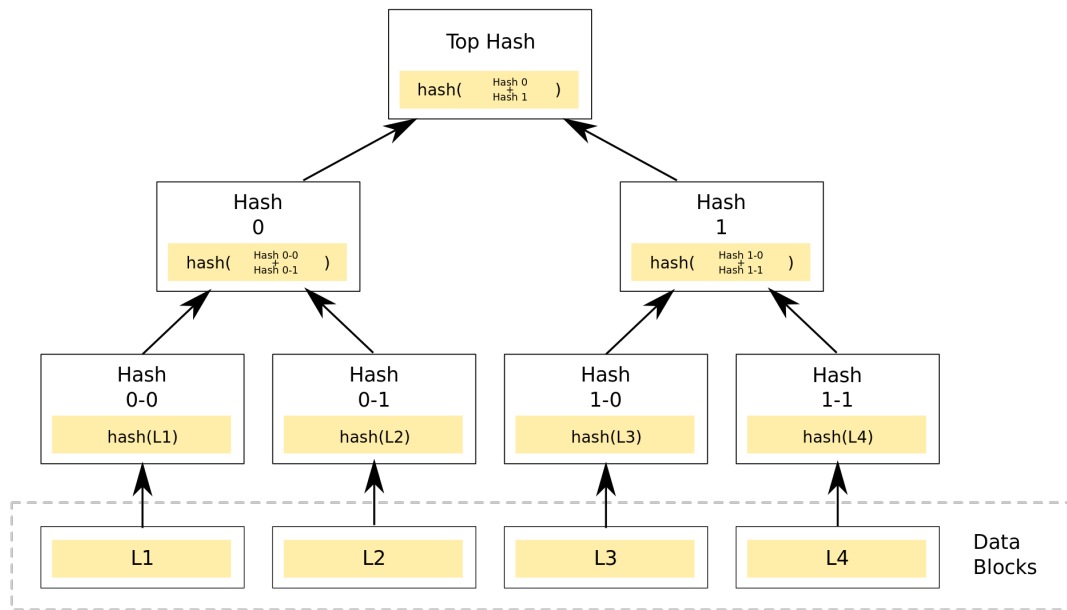 Top Hash
hash( Hash 0 + Hash 1 )
Hash
0
hash( Hash 0-0 + Hash 0-1 )
Hash
1
hash( Hash 1-0 + Hash 1-1 )
Hash
0-0
hash(L1)
Hash
0-1
hash(L2)
Hash
1-0
hash(L3)
Hash
1-1
hash(L4)
L1
L2
L3
L4
Data
Blocks